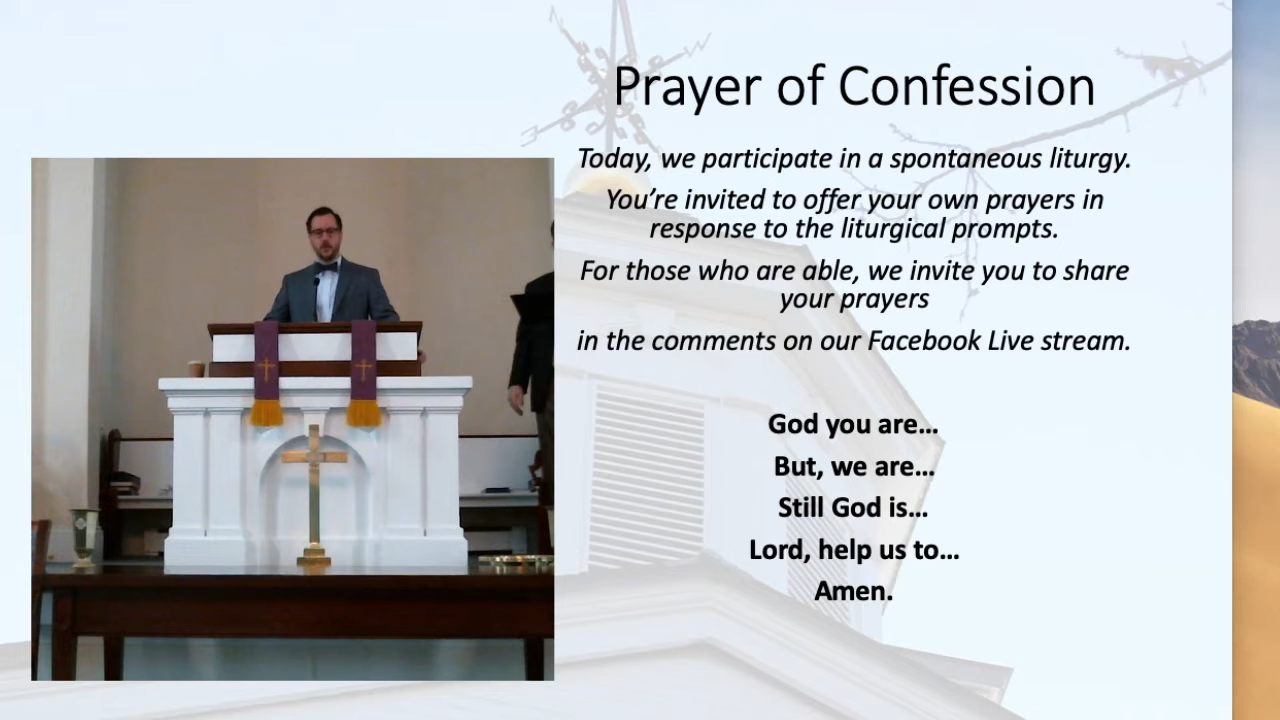 Prayer of Confession
Today, we participate in a spontaneous liturgy.
You’re invited to offer your own prayers in
response to the liturgical prompts.
For those who are able, we invite you to share
your prayers
in the comments on our Facebook Live stream.
God you are…
But, we are…
Still God is…
Lord, help us to…
Amen.